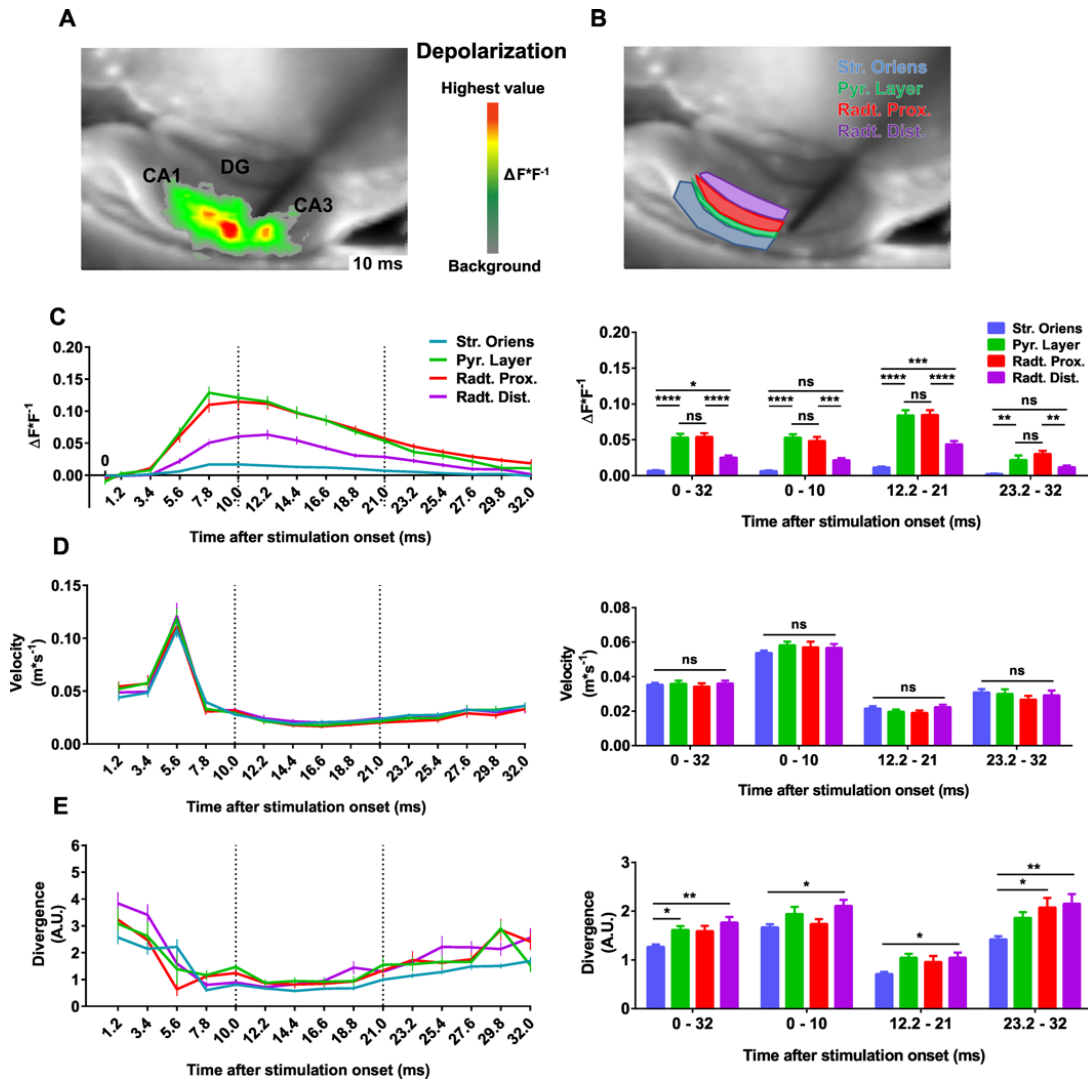 A
Depolarization
Highest value
ΔF*F-1
Background
CA1
DG
CA3
10 ms
B
Str. Oriens
Pyr. Layer
Radt. Prox.
Radt. Dist.
C
ΔF*F-1
0.20
0.15
0.10
0.05
0.00
0
Str. Oriens
Pyr. Layer
Radt. Prox.
Radt. Dist.
1.2 3.4 5.6 7.8 10.0 12.2 14.4 16.6 18.8 21.0 23.2 25.4 27.6 29.8 32.0
Time after stimulation onset (ms)
ΔF*F-1
0.20
0.15
0.10
0.05
0.00
Str. Oriens
Pyr. Layer
Radt. Prox.
Radt. Dist.
*
**** ****
ns
ns
**** ***
ns
***
**** ****
ns
ns
** **
ns
0 - 32 0 - 10 12.2 - 21 23.2 - 32
Time after stimulation onset (ms)
D
Velocity
(m*s-1)
0.15
0.10
0.05
0.00
1.2 3.4 5.6 7.8 10.0 12.2 14.4 16.6 18.8 21.0 23.2 25.4 27.6 29.8 32.0
Time after stimulation onset (ms)
Velocity
(m*s-1)
0.08
0.06
0.04
0.02
0.00
ns ns ns ns
0 - 32 0 - 10 12.2 - 21 23.2 - 32
Time after stimulation onset (ms)
E
Divergence
(A.U.)
6
5
4
3
2
1
0
1.2 3.4 5.6 7.8 10.0 12.2 14.4 16.6 18.8 21.0 23.2 25.4 27.6 29.8 32.0
Time after stimulation onset (ms)
Divergence
(A.U.)
3
2
1
0
**
*
*
*
**
*
0 - 32 0 - 10 12.2 - 21 23.2 - 32
Time after stimulation onset (ms)